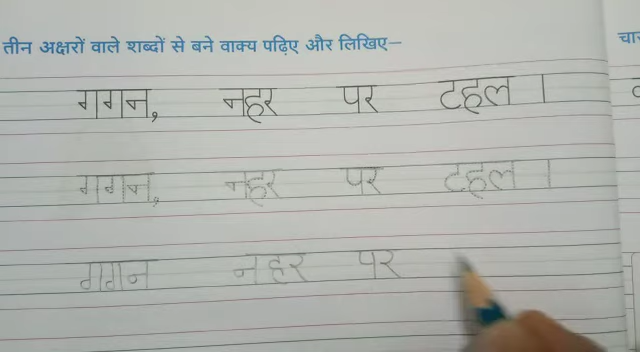 तीन अक्षरों वाले शब्दों से बने वाक्य पढ़िए और लिखिए—
गगन, नहर पर टहल ।
गगन, नहर पर टहल ।
गगन नहर पर